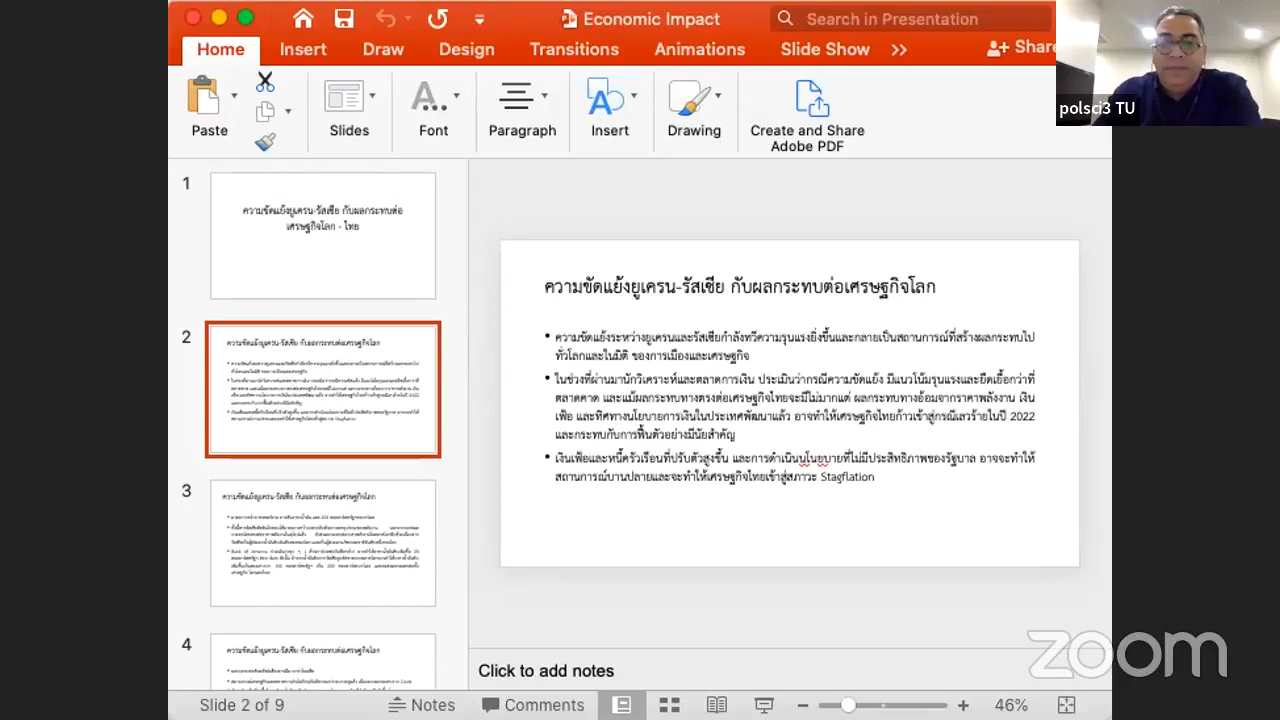 Economic Impact
Search in Presentation
Home Insert Draw Design Transitions Animations Slide Show >> Share
polsci3 TU
Paste Slides Font Paragraph Insert Drawing Create and Share
Adobe PDF
1
ความขัดแย้งยูเครน-รัสเซีย กับผลกระทบต่อ
เศรษฐกิจโลก - ไทย
2
ความขัดแย้งยูเครน-รัสเซีย กับผลกระทบต่อเศรษฐกิจโลก
3
ความขัดแย้งยูเครน-รัสเซีย กับผลกระทบต่อเศรษฐกิจโลก
4
ความขัดแย้งยูเครน-รัสเซีย กับผลกระทบต่อเศรษฐกิจโลก
ความขัดแย้งยูเครน-รัสเซีย กับผลกระทบต่อเศรษฐกิจโลก
• ความขัดแย้งระหว่างยูเครนและรัสเซียกำลังทวีความรุนแรงยิ่งขึ้นและกลายเป็นสถานการณ์ที่สร้างผลกระทบไป
ทั่วโลกและในมิติ ของการเมืองและเศรษฐกิจ
• ในช่วงที่ผ่านมานักวิเคราะห์และตลาดการเงิน ประเมินว่ากรณีความขัดแย้ง มีแนวโน้มรุนแรงและยืดเยื้อกว่าที่
ตลาดคาด และแม้ผลกระทบทางตรงต่อเศรษฐกิจไทยจะมีไม่มากแต่ ผลกระทบทางอ้อมจากราคาพลังงาน เงิน
เฟ้อ และทิศทางนโยบายการเงินในประเทศพัฒนาแล้ว อาจทำให้เศรษฐกิจไทยก้าวเข้าสู่กรณีเลวร้ายในปี 2022
และกระทบกับการฟื้นตัวอย่างมีนัยสำคัญ
• เงินเฟ้อและหนี้ครัวเรือนที่ปรับตัวสูงขึ้น และการดำเนินนุโนยุบายที่ไม่มีประสิทธิภาพของรัฐบาล อาจจะทำให้
สถานการณ์บานปลายและจะทำให้เศรษฐกิจไทยเข้าสู่สภาวะ Stagflation
Click to add notes
zoom
Slide 2 of 9 Notes Comments 46%